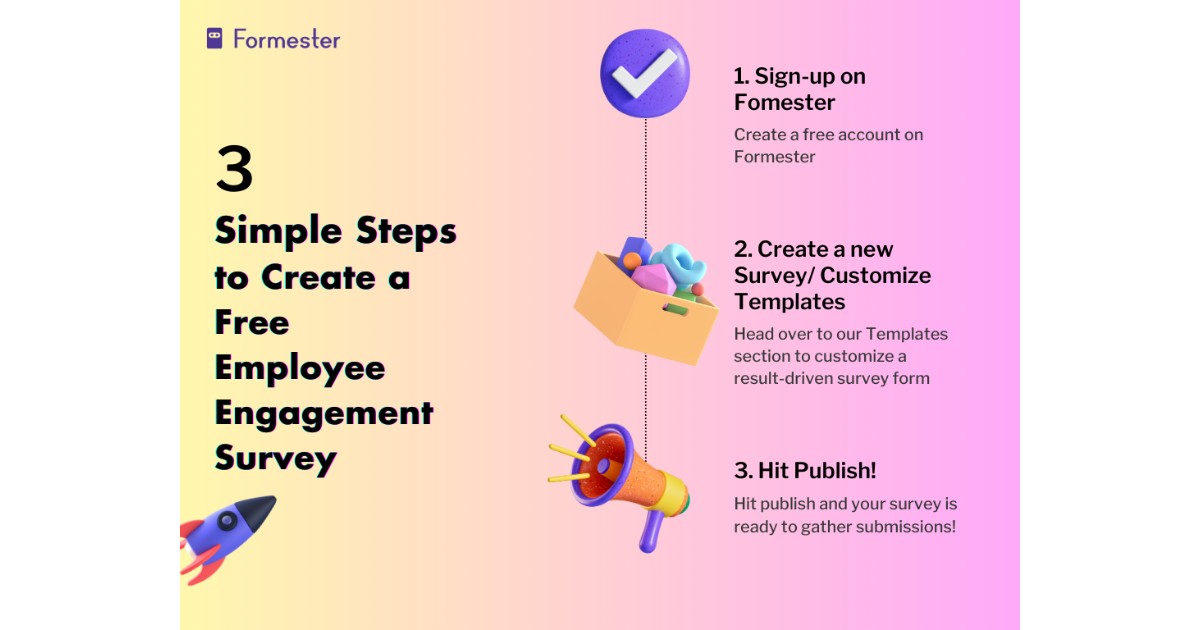 Formester
3
Simple Steps
to Create a
Free
Employee
Engagement
Survey
1. Sign-up on
Fomester
Create a free account on
Formester
2. Create a new
Survey/ Customize
Templates
Head over to our Templates
section to customize a
result-driven survey form
3. Hit Publish!
Hit publish and your survey is
ready to gather submissions!